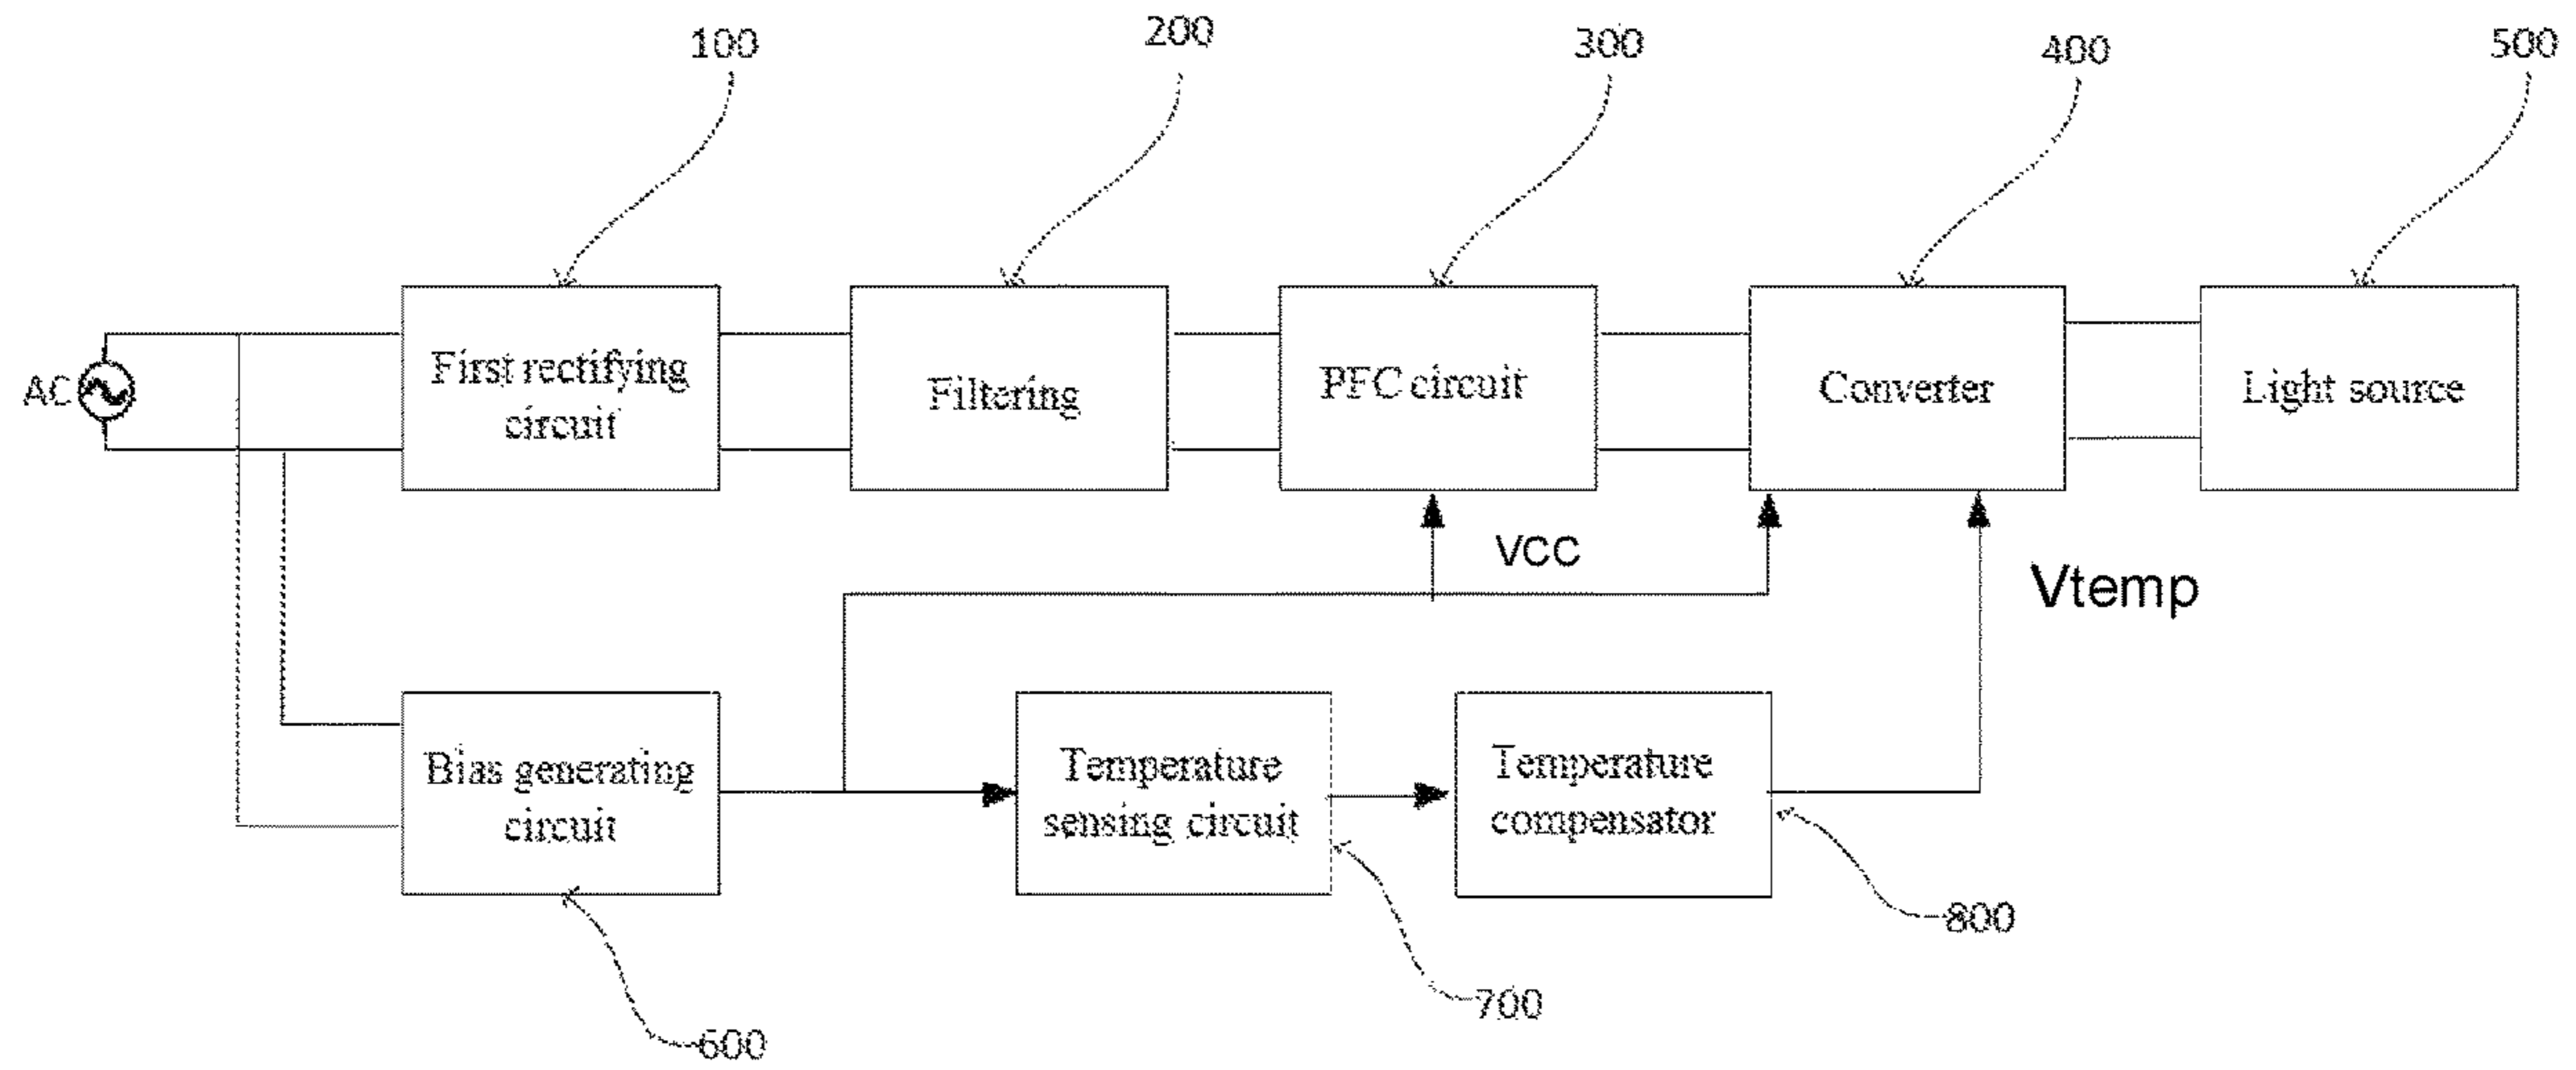 100
200
300
400
500
AC
First rectifying
circuit
Filtering
PFC circuit
Converter
Light source
VCC
Vtemp
Bias generating
circuit
Temperature
sensing circuit
Temperature
compensator
800
700
600